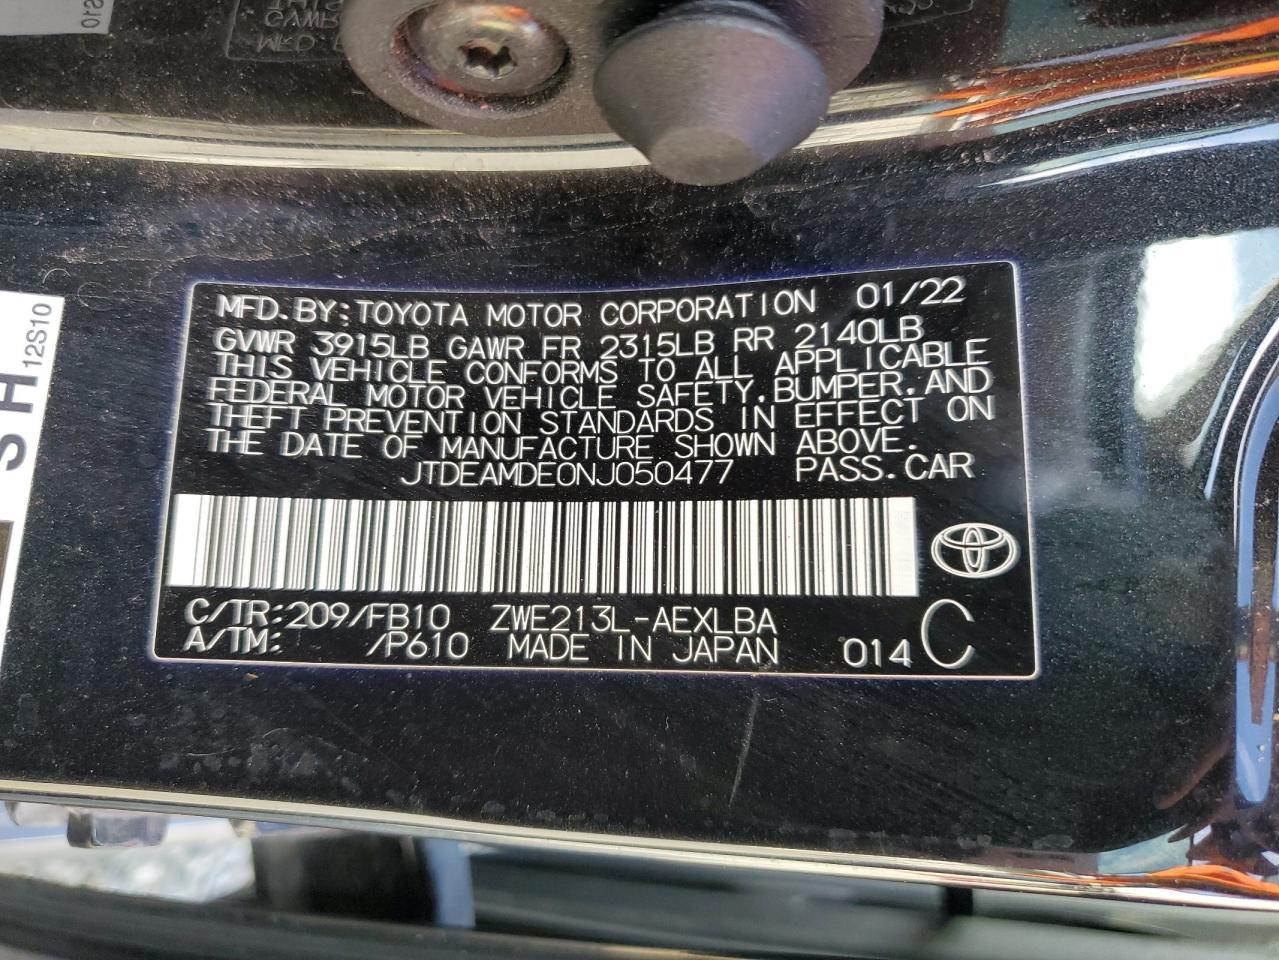 MFD.BY:TOYOTA MOTOR CORPORATION 01/22
GVWR 3915LB GAWR FR 2315LB RR 2140LB
THIS VEHICLE CONFORMS TO ALL APPLICABLE
FEDERAL MOTOR VEHICLE SAFETY,BUMPER,AND
THEFT PREVENTION STANDARDS IN EFFECT ON
THE DATE OF MANUFACTURE SHOWN ABOVE.
JTDEAMDE0NJ050477 PASS.CAR
C/TR:209/FB10 ZWE213L-AEXLBA
A/TM: /P610 MADE IN JAPAN 014 C
SH 12S10